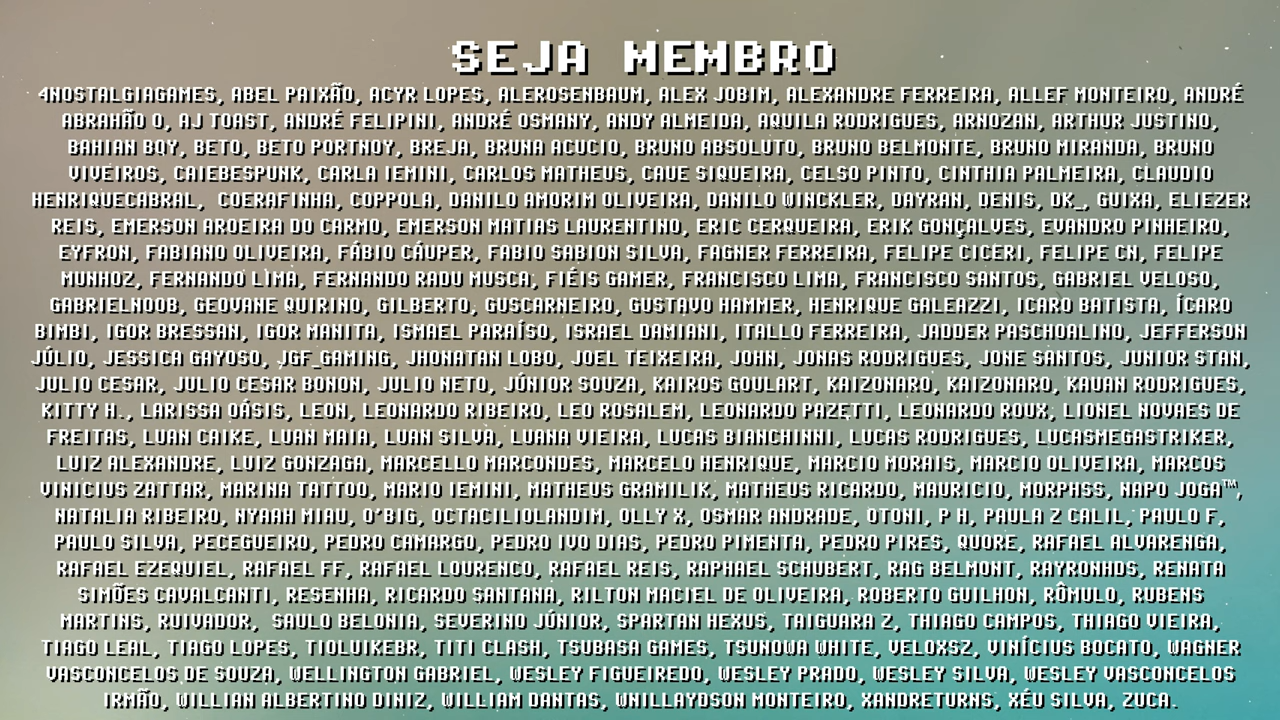 SEJA MEMBRO
4NOSTALGIAGAMES, ABEL PAIXÃO, ACYR LOPES, ALEROSENBAUM, ALEX JOBIM, ALEXANDRE FERREIRA, ALLEF MONTEIRO, ANDRÉ
ABRAHÃO O, AJ TOAST, ANDRÉ FELIPINI, ANDRÉ OSMANY, ANDY ALMEIDA, AQUILA RODRIGUES, ARNOZAN, ARTHUR JUSTINO,
BAHIAN BQY, BETO, BETO PORTNOY, BREJA, BRUNA ACUCIO, BRUNO ABSOLUTO, BRUNO BELMONTE, BRUNO MIRANDA, BRUNO
VIVEIROS, CAIEBESPUNK, CARLA IEMINI, CARLOS MATHEUS, CAUE SIQUEIRA, CELSO PINTO, CINTHIA PALMEIRA, CLAUDIO
HENRIQUECABRAL, COERAFINHA, COPPOLA, DANILO AMORIM OLIVEIRA, DANILO WINCKLER, DAYRAN, DENIS, DK_, GUIXA, ELIEZER
REIS, EMERSON AROEIRA DO CARMO, EMERSON MATIAS LAURENTINO, ERIC CERQUEIRA, ERIK GONÇALVES, EVANDRO PINHEIRO,
EYFRON, FABIANO OLIVEIRA, FÁBIO CÁUPER, FABIO SABION SILVA, FAGNER FERREIRA, FELIPE CICERI, FELIPE CN, FELIPE
MUNHOZ, FERNANDO LIMA, FERNANDO RADU MUSCA, FIÉIS GAMER, FRANCISCO LIMA, FRANCISCO SANTOS, GABRIEL VELOSO,
GABRIELNOOB, GEOVANE QUIRINO, GILBERTO, GUSCARNEIRO, GUSTAVO HAMMER, HENRIQUE GALEAZZI, ICARO BATISTA, ÍCARO
BIMBI, IGOR BRESSAN, IGOR MANITA, ISMAEL PARAÍSO, ISRAEL DAMIANI, ITALLO FERREIRA, JADDER PASCHOALINO, JEFFERSON
JÚLIO, JESSICA GAYOSO, JGF_GAMING, JHONATAN LOBO, JOEL TEIXEIRA, JOHN, JONAS RODRIGUES, JONE SANTOS, JUNIOR STAN,
JULIO CESAR, JULIO CESAR BONON, JULIO NETO, JÚNIOR SOUZA, KAIROS GOULART, KAIZONARO, KAIZONARO, KAUAN RODRIGUES,
KITTY H., LARISSA OÁSIS, LEON, LEONARDO RIBEIRO, LEO ROSALEM, LEONARDO PAZETTI, LEONARDO ROUX, LIONEL NOVAES DE
FREITAS, LUAN CAIKE, LUAN MAIA, LUAN SILVA, LUANA VIEIRA, LUCAS BIANCHINNI, LUCAS RODRIGUES, LUCASMEGASTRIKER,
LUIZ ALEXANDRE, LUIZ GONZAGA, MARCELLO MARCONDES, MARCELO HENRIQUE, MARCIO MORAIS, MARCIO OLIVEIRA, MARCOS
VINICIUS ZATTAR, MARINA TATTOO, MARIO IEMINI, MATHEUS GRAMILIK, MATHEUS RICARDO, MAURICIO, MORPHSS, NAPO JOGA™,
NATALIA RIBEIRO, NYAAH MIAU, O'BIG, OCTACILIOLANDIM, OLLY X, OSMAR ANDRADE, OTONI, P H, PAULA Z CALIL, PAULO F,
PAULO SILVA, PECEGUEIRO, PEDRO CAMARGO, PEDRO IVO DIAS, PEDRO PIMENTA, PEDRO PIRES, QUORE, RAFAEL ALVARENGA,
RAFAEL EZEQUIEL, RAFAEL FF, RAFAEL LOURENCO, RAFAEL REIS, RAPHAEL SCHUBERT, RAG BELMONT, RAYRONHDS, RENATA
SIMÕES CAVALCANTI, RESENHA, RICARDO SANTANA, RILTON MACIEL DE OLIVEIRA, ROBERTO GUILHON, RÔMULO, RUBENS
MARTINS, RUIVADOR, SAULO BELONIA, SEVERINO JÚNIOR, SPARTAN HEXUS, TAIGUARA Z, THIAGO CAMPOS, THIAGO VIEIRA,
TIAGO LEAL, TIAGO LOPES, TIOLUIKEBR, TITI CLASH, TSUBASA GAMES, TSUNOWA WHITE, VELOXSZ, VINÍCIUS BOCATO, WAGNER
VASCONCELOS DE SOUZA, WELLINGTON GABRIEL, WESLEY FIGUEIREDO, WESLEY PRADO, WESLEY SILVA, WESLEY VASCONCELOS
IRMÃO, WILLIAN ALBERTINO DINIZ, WILLIAM DANTAS, WNILLAYDSON MONTEIRO, XANDRETURNS, XÉU SILVA, ZUCA.